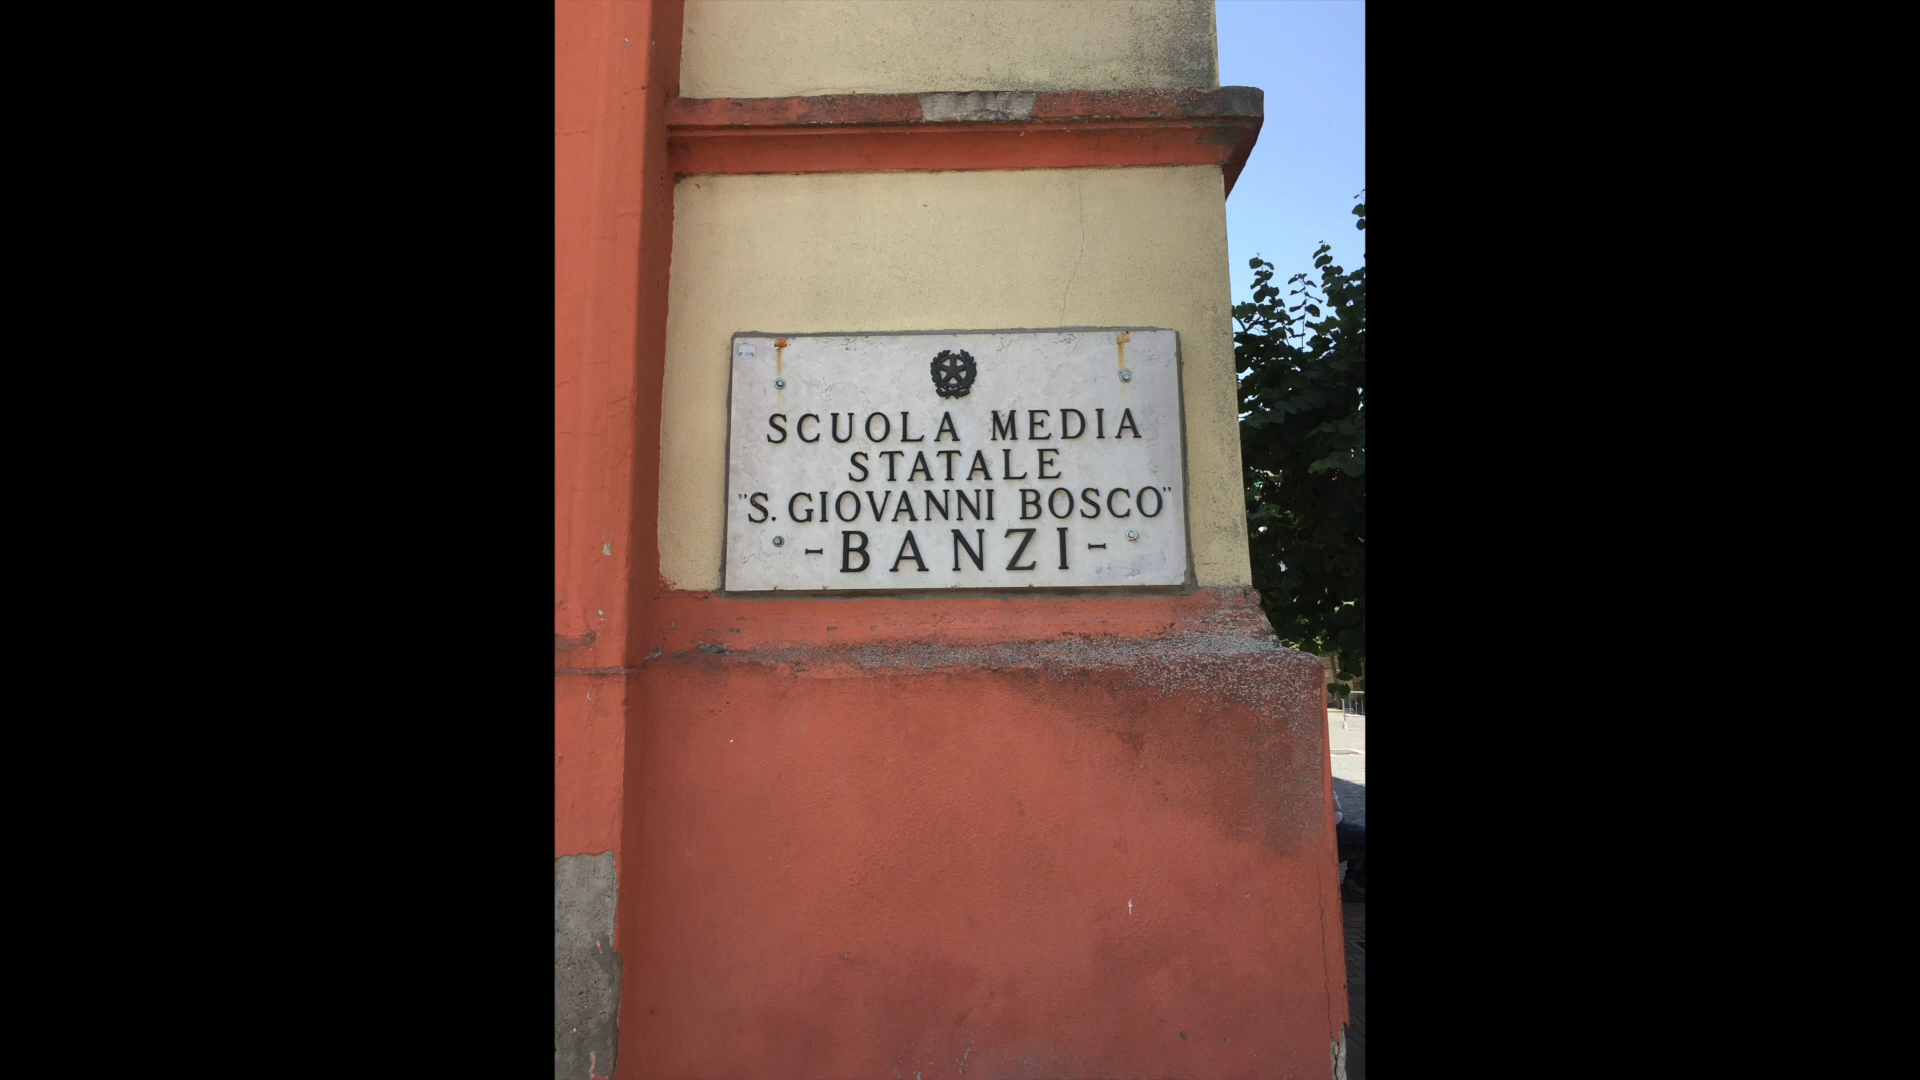 SCUOLA MEDIA
STATALE
"S. GIOVANNI BOSCO"
-BANZI-